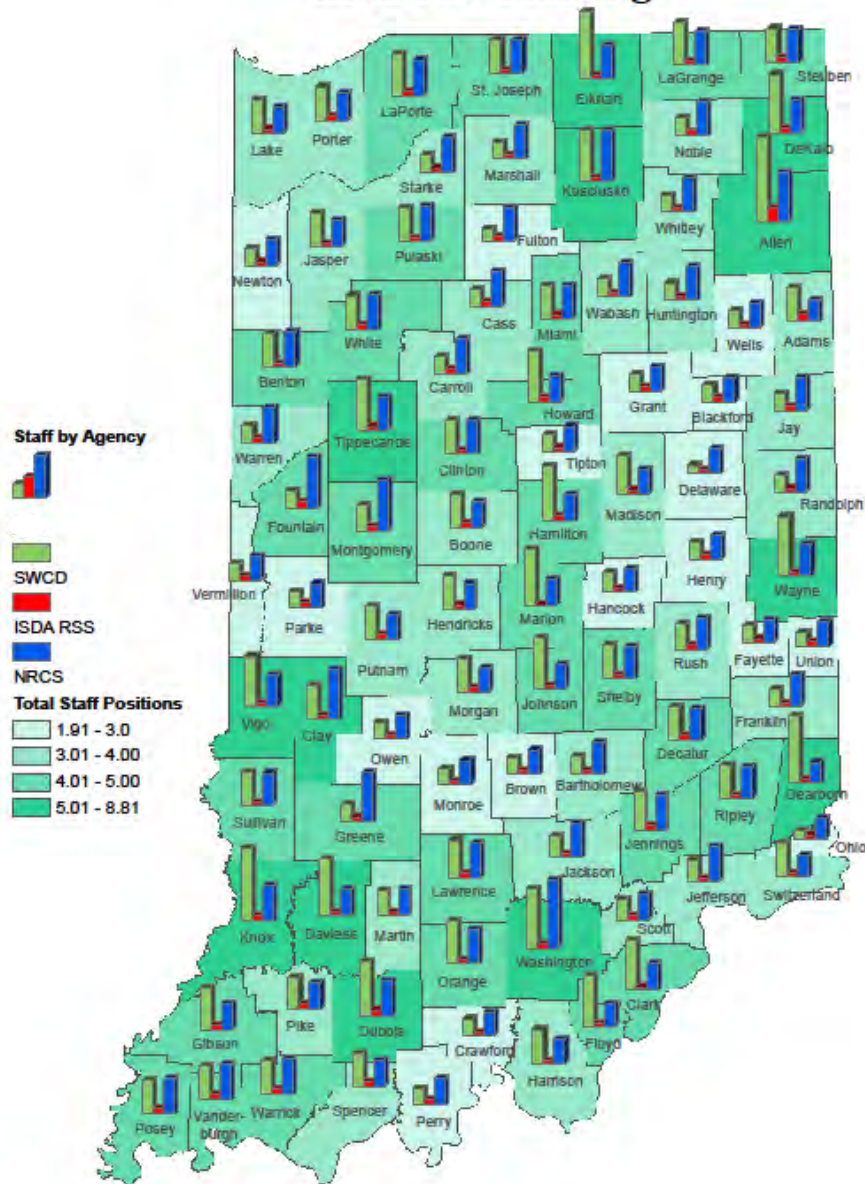 St. Joseph
Elkhart
LaGrange
Steuben
LaPorte
Lake
Porter
Noble
DeKalb
Starke
Marshall
Kosciusko
Whitley
Allen
Newton
Jasper
Pulaski
Fulton
Cass
Miami
Wabash
Huntington
Wells
Adams
White
Benton
Carroll
Howard
Grant
Blackford
Jay
Warren
Tippecanoe
Clinton
Tipton
Delaware
Randolph
Fountain
Montgomery
Boone
Hamilton
Madison
Henry
Wayne
Vermillion
Parke
Putnam
Hendricks
Marion
Hancock
Rush
Fayette
Union
Staff by Agency
SWCD
ISDA RSS
NRCS
Total Staff Positions
1.91 - 3.0
3.01 - 4.00
4.01 - 5.00
5.01 - 8.81
Vigo
Clay
Owen
Morgan
Johnson
Shelby
Decatur
Franklin
Sullivan
Greene
Monroe
Brown
Bartholomew
Jennings
Ripley
Dearborn
Ohio
Knox
Daviess
Martin
Lawrence
Jackson
Jefferson
Switzerland
Scott
Washington
Orange
Clark
Floyd
Gibson
Pike
Dubois
Crawford
Harrison
Posey
Vander-
burgh
Warrick
Spencer
Perry